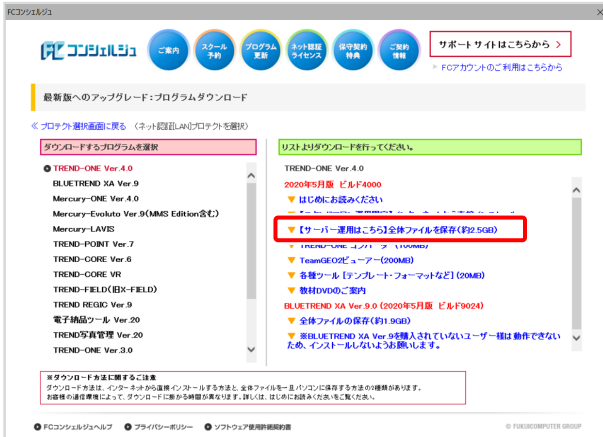 FCコンシェルジュ
×
FC コンシェルジュ
ご案内
スクール
予約
プログラム
更新
ネット認証
ライセンス
保守契約
特典
ご契約
情報
サポートサイトはこちらから >
FCアカウントのご利用はこちらから
最新版へのアップグレード：プログラムダウンロード
≪ プロテクト選択画面に戻る （ネット認証[LAN]プロテクトを選択）
ダウンロードするプログラムを選択
TREND-ONE Ver.4.0
BLUETREND XA Ver.9
Mercury-ONE Ver.4.0
Mercury-Evoluto Ver.9(MMS Edition含む)
Mercury-LAVIS
TREND-POINT Ver.7
TREND-CORE Ver.6
TREND-CORE VR
TREND-FIELD(旧X-FIELD)
TREND REGIC Ver.9
電子納品ツール Ver.20
TREND写真管理 Ver.20
TREND-ONE Ver.3.0
リストよりダウンロードを行ってください。
TREND-ONE Ver.4.0
2020年5月版 ビルド4000
▼ はじめにお読みください
▼ 【サーバー運用はこちら】全体ファイルを保存(約2.5GB)
▼ TREND-ONE コンバーター (100MB)
▼ TeamGEO2ビューアー(200MB)
▼ 各種ツール [テンプレート・フォーマットなど] (20MB)
▼ 教材DVDのご案内
BLUETREND XA Ver.9.0 (2020年5月版 ビルド9024)
▼ 全体ファイルの保存(約1.9GB)
▼ ※BLUETREND XA Ver.9を購入されていないユーザー様は動作できない
ため、インストールしないようお願いします。
※ダウンロード方法に関するご注意
ダウンロード方法は、インターネットから直接インストールする方法と、全体ファイルを一旦パソコンに保存する方法の2種類があります。
お客様の通信環境によって、ダウンロードに掛かる時間が異なります。詳しくは、はじめにお読みくださいをご覧ください。
FCコンシェルジュヘルプ
プライバシーポリシー
ソフトウェア使用許諾契約書
© FUKUICOMPUTER GROUP